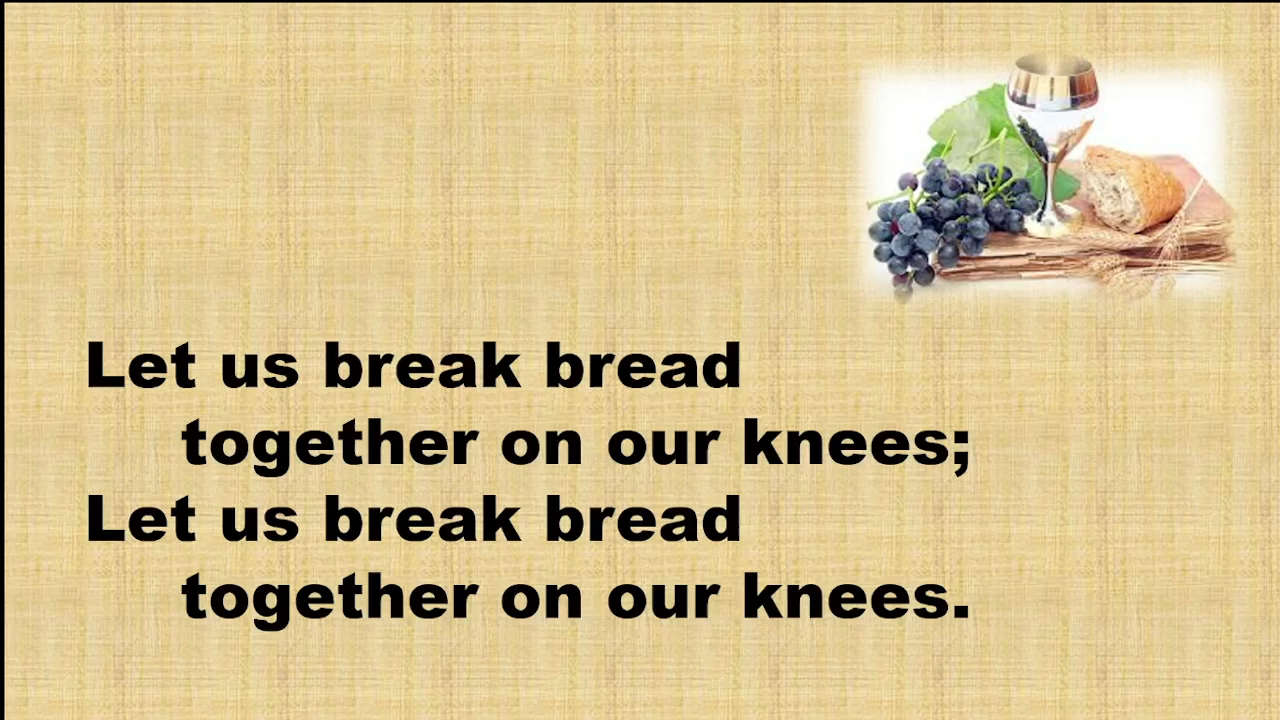 Let us break bread
together on our knees;
Let us break bread
together on our knees.